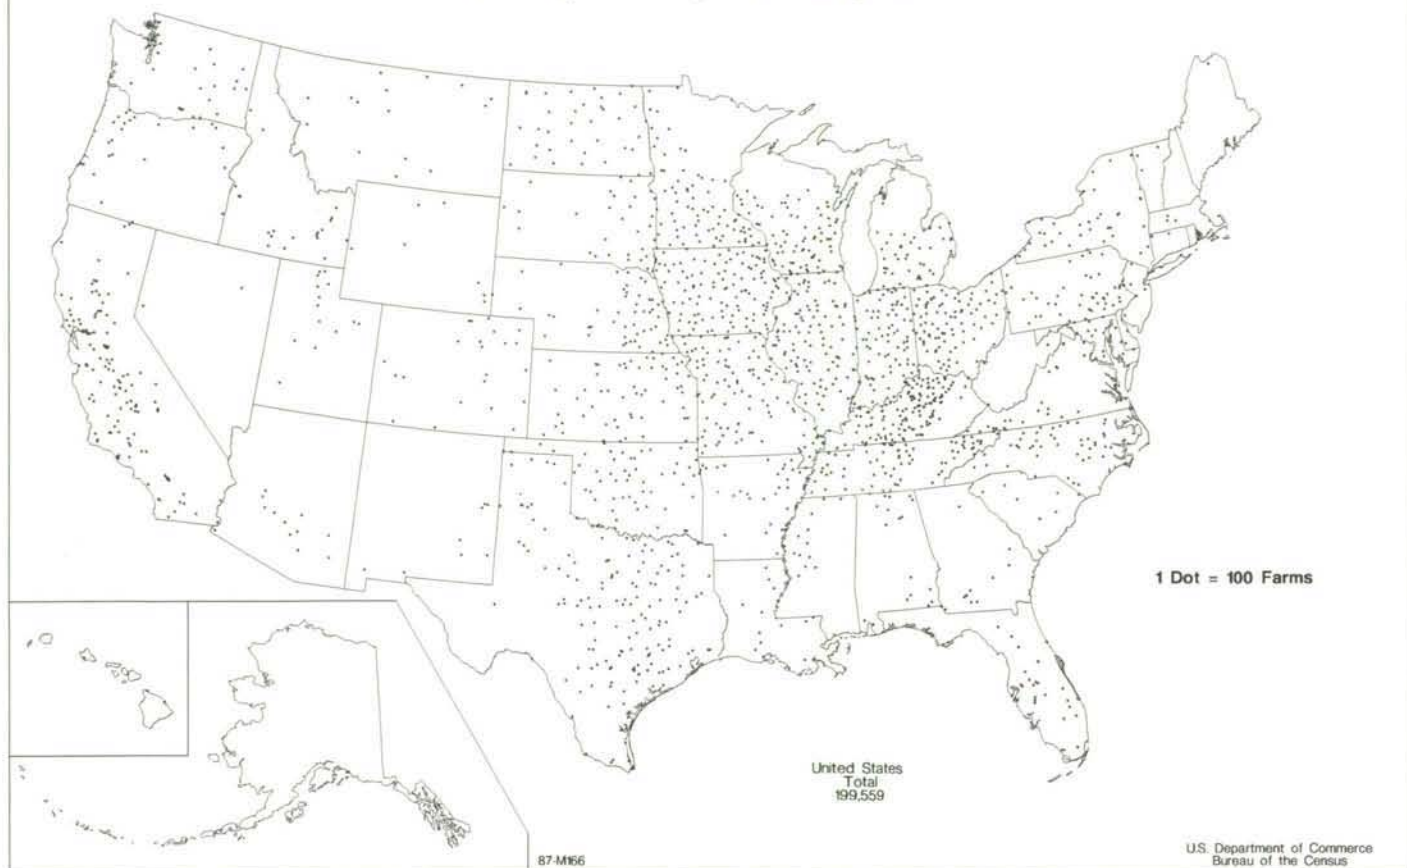 1 Dot = 100 Farms
United States
Total
199,559
87-M166
U.S. Department of Commerce
Bureau of the Census